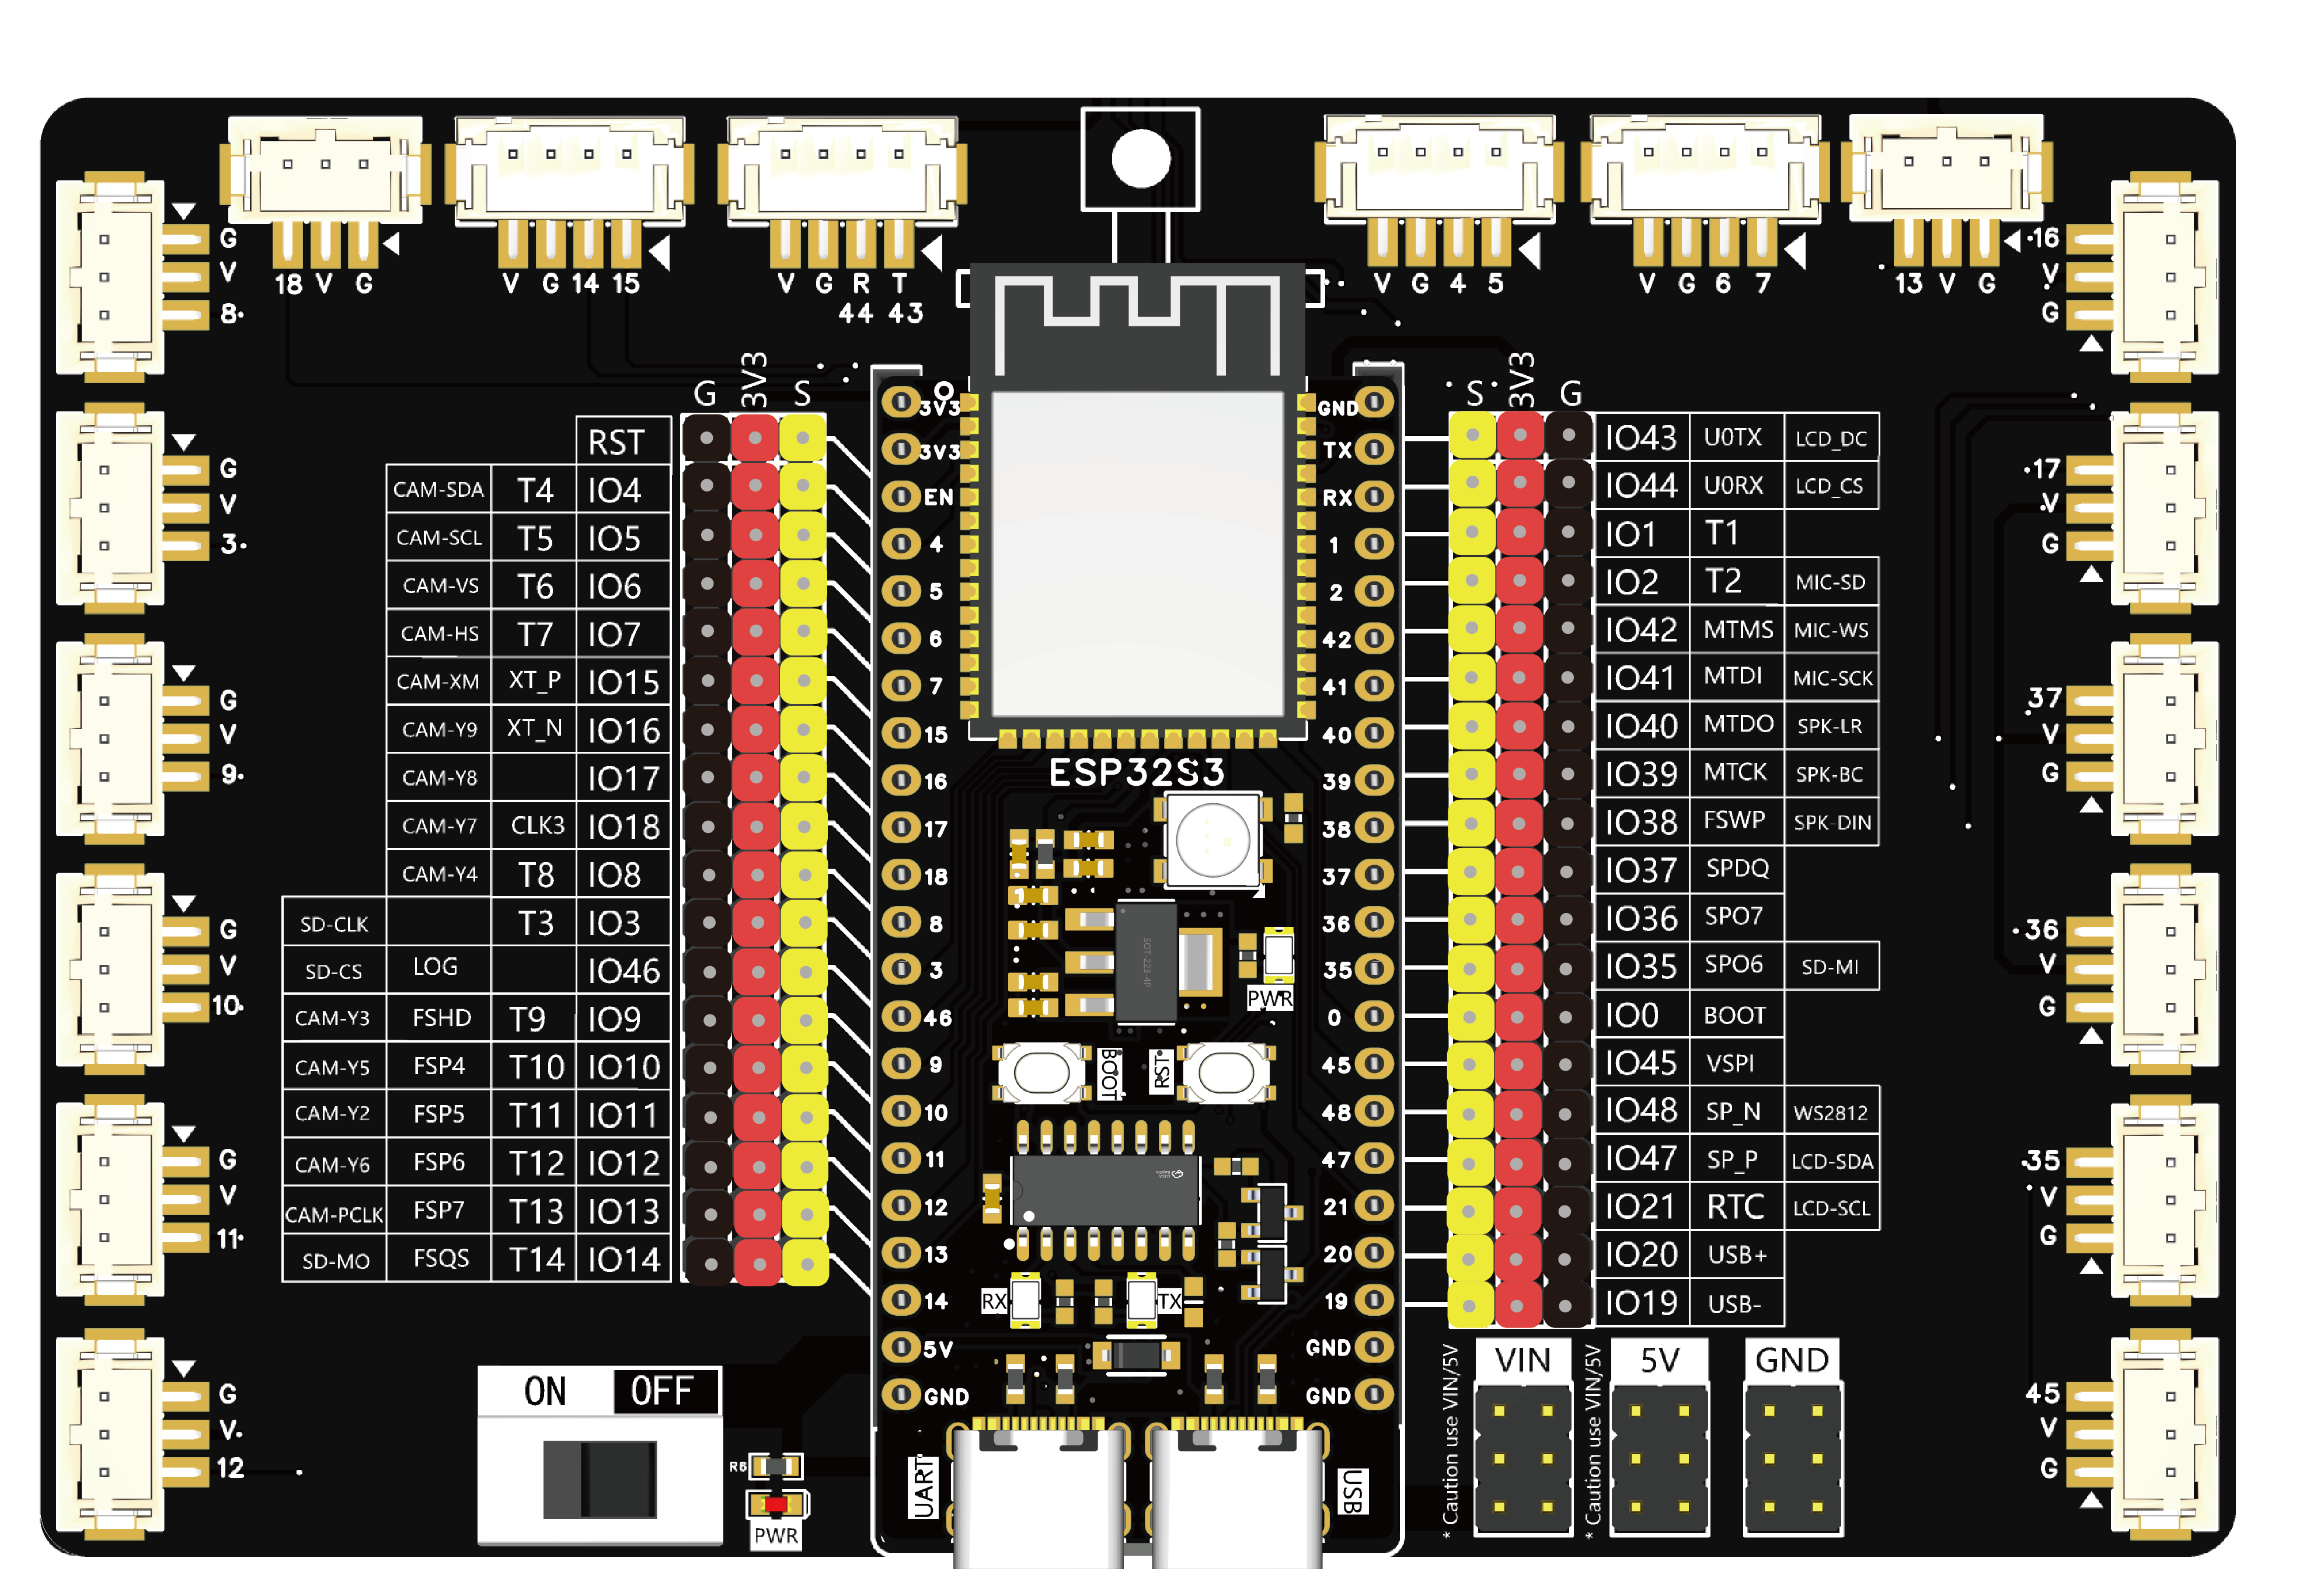 18 V G
V G 14 15
V G R T
44 43
V G 4 5
V G 6 7
13 V G
G
V
8
G
V
3
G
V
9
G
V
10
G
V
11
G
V
12
G 3V3 S
RST
CAM-SDA T4 IO4
CAM-SCL T5 IO5
CAM-VS T6 IO6
CAM-HS T7 IO7
CAM-XM XT_P IO15
CAM-Y9 XT_N IO16
CAM-Y8 IO17
CAM-Y7 CLK3 IO18
CAM-Y4 T8 IO8
SD-CLK T3 IO3
SD-CS LOG IO46
CAM-Y3 FSHD T9 IO9
CAM-Y5 FSP4 T10 IO10
CAM-Y2 FSP5 T11 IO11
CAM-Y6 FSP6 T12 IO12
CAM-PCLK FSP7 T13 IO13
SD-MO FSQS T14 IO14
ON OFF
R6
PWR
3V3
3V3
EN
4
5
6
7
15
16
17
18
8
3
46
9
10
11
12
13
14
5V
GND
ESP32S3
SOT-223-4P
PWR
BOOT
RST
RX
TX
UART
USB
GND
TX
RX
1
2
42
41
40
39
38
37
36
35
0
45
48
47
21
20
19
GND
GND
S 3V3 G
IO43 U0TX LCD_DC
IO44 U0RX LCD_CS
IO1 T1
IO2 T2 MIC-SD
IO42 MTMS MIC-WS
IO41 MTDI MIC-SCK
IO40 MTDO SPK-LR
IO39 MTCK SPK-BC
IO38 FSWP SPK-DIN
IO37 SPDQ
IO36 SPO7
IO35 SPO6 SD-MI
IO0 BOOT
IO45 VSPI
IO48 SP_N WS2812
IO47 SP_P LCD-SDA
IO21 RTC LCD-SCL
IO20 USB+
IO19 USB-
* Caution use VIN/5V
VIN
* Caution use VIN/5V
5V
GND
16
V
G
17
V
G
37
V
G
36
V
G
35
V
G
45
V
G